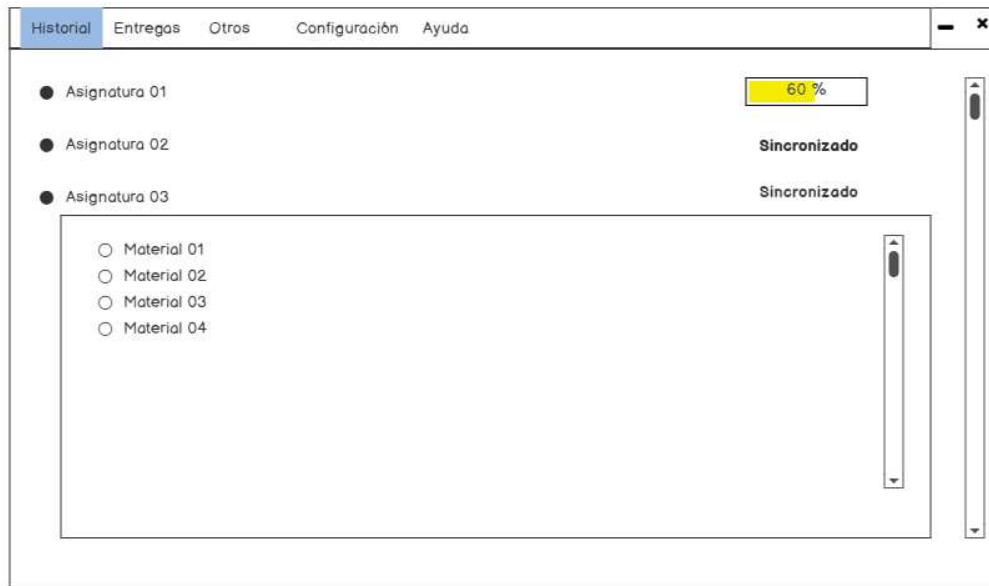 Historial Entregas Otros Configuración Ayuda
Asignatura 01 60 %
Asignatura 02 Sincronizado
Asignatura 03 Sincronizado
Material 01
Material 02
Material 03
Material 04